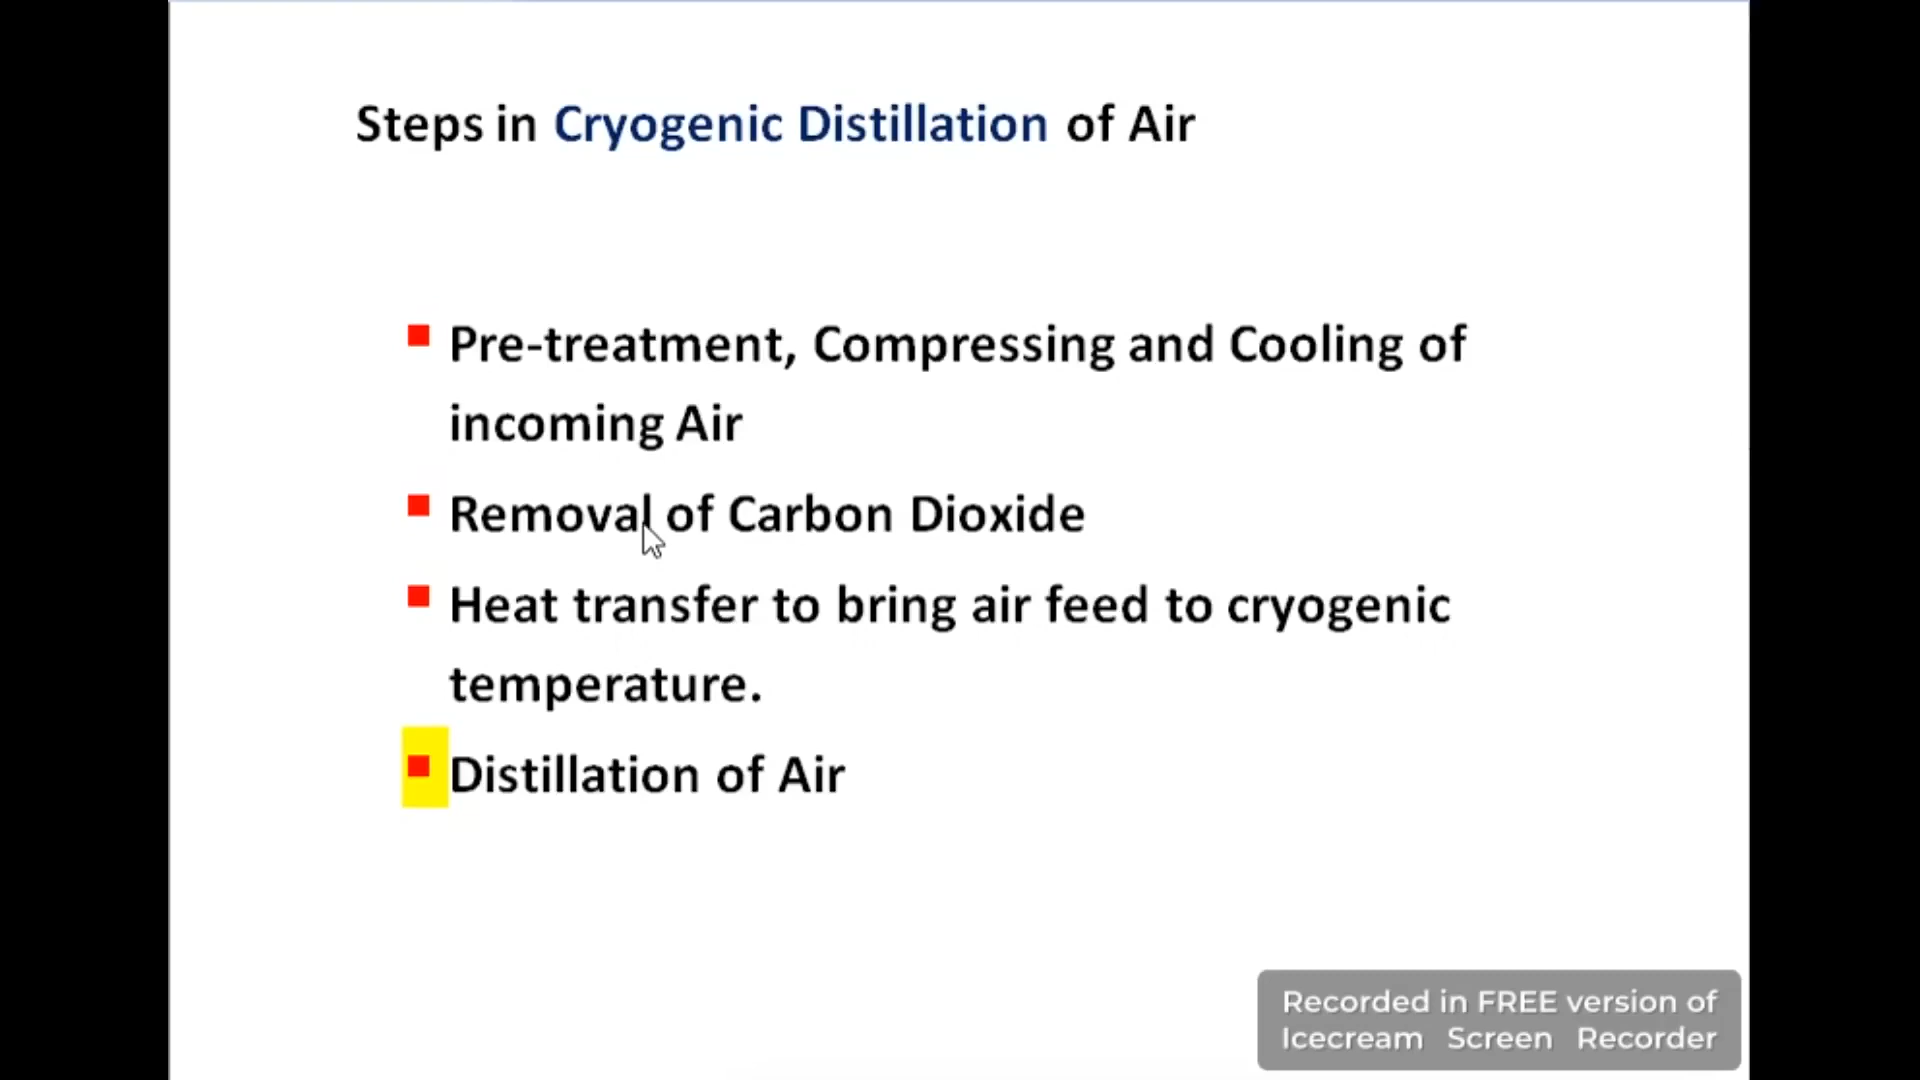 Steps in Cryogenic Distillation of Air
Pre-treatment, Compressing and Cooling of
incoming Air
Removal of Carbon Dioxide
Heat transfer to bring air feed to cryogenic
temperature.
Distillation of Air
Recorded in FREE version of
Icecream Screen Recorder